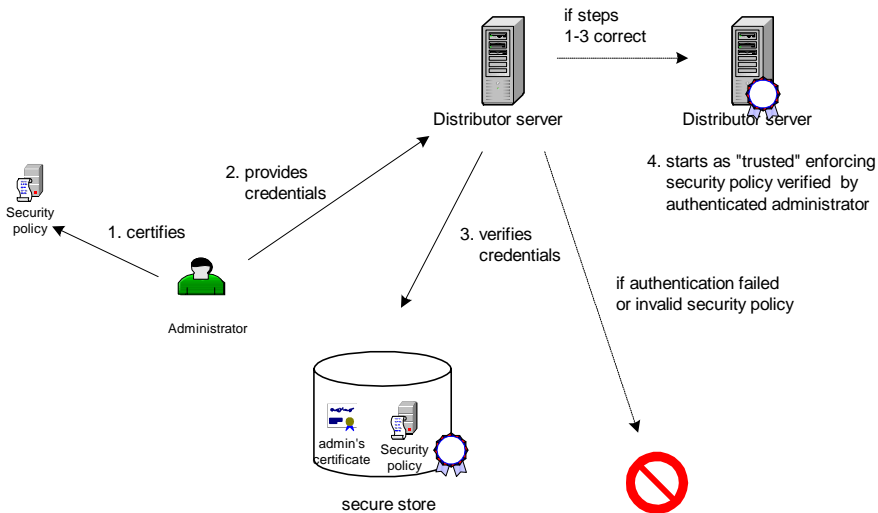 if steps
1-3 correct
Distributor server
Distributor server
2. provides
credentials
4. starts as "trusted" enforcing
security policy verified by
authenticated administrator
Security
policy
1. certifies
3. verifies
credentials
if authentication failed
or invalid security policy
Administrator
admin's
certificate
Security
policy
secure store